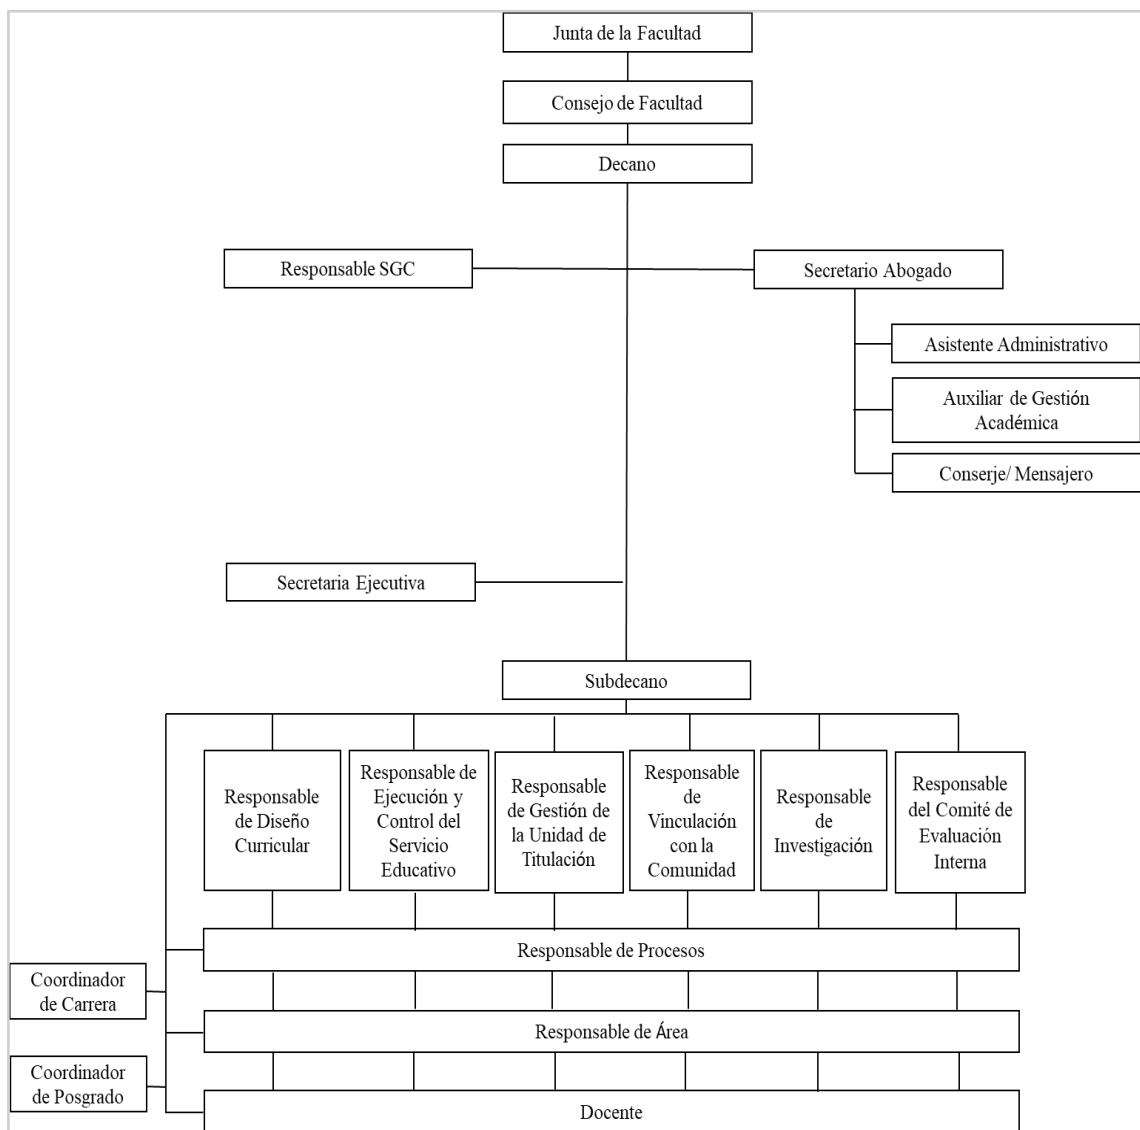 Junta de la Facultad
Consejo de Facultad
Decano
Responsable SGC
Secretario Abogado
Asistente Administrativo
Auxiliar de Gestión
Académica
Conserje/ Mensajero
Secretaria Ejecutiva
Subdecano
Responsable
de Diseño
Curricular
Responsable de
Ejecución y
Control del
Servicio
Educativo
Responsable
de Gestión de
la Unidad de
Titulación
Responsable
de
Vinculación
con la
Comunidad
Responsable
de
Investigación
Responsable
del Comité de
Evaluación
Interna
Responsable de Procesos
Coordinador
de Carrera
Responsable de Área
Coordinador
de Posgrado
Docente